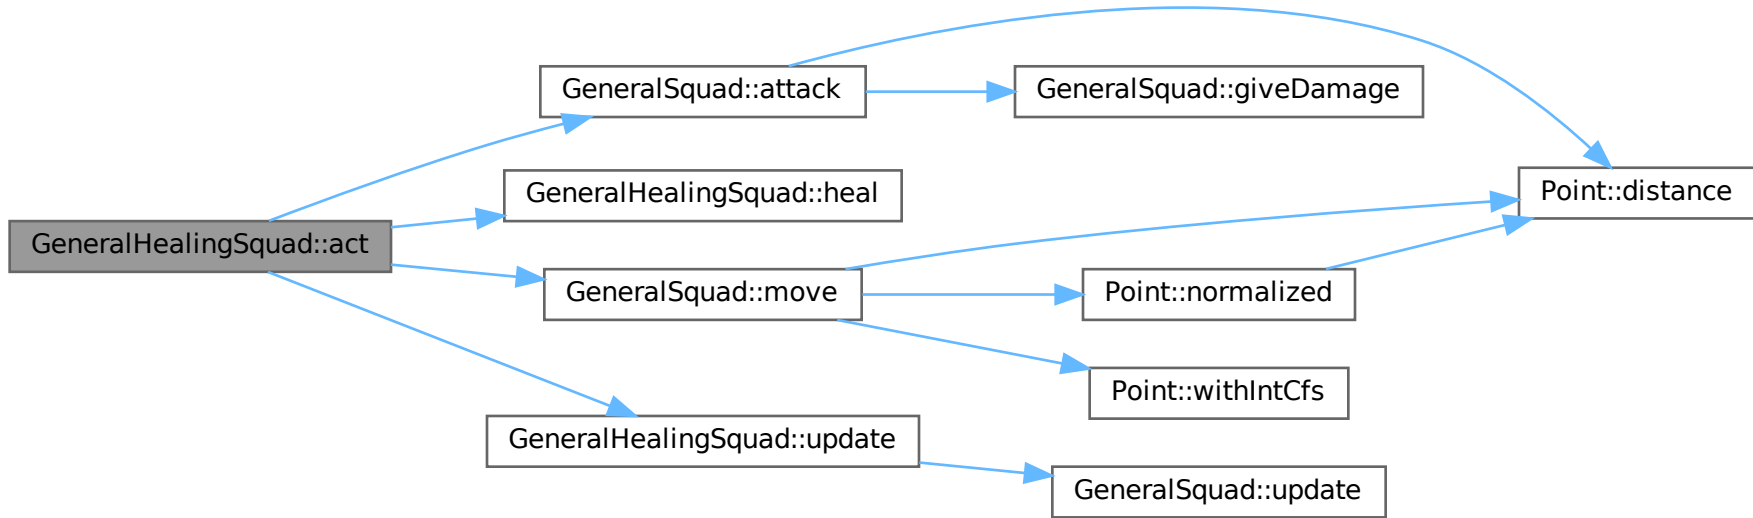 GeneralHealingSquad::act
GeneralSquad::attack
GeneralHealingSquad::heal
GeneralSquad::move
GeneralHealingSquad::update
GeneralSquad::giveDamage
Point::normalized
Point::withIntCfs
GeneralSquad::update
Point::distance